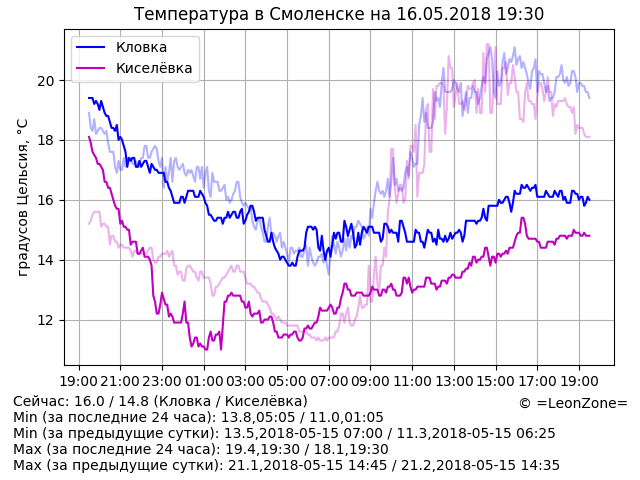 Температура в Смоленске на 16.05.2018 19:30
Кловка
Киселёвка
градусов Цельсия, °C
20
18
16
14
12
19:00 21:00 23:00 01:00 03:00 05:00 07:00 09:00 11:00 13:00 15:00 17:00 19:00
Сейчас: 16.0 / 14.8 (Кловка / Киселёвка)
© =LeonZone=
Min (за последние 24 часа): 13.8,05:05 / 11.0,01:05
Min (за предыдущие сутки): 13.5,2018-05-15 07:00 / 11.3,2018-05-15 06:25
Max (за последние 24 часа): 19.4,19:30 / 18.1,19:30
Max (за предыдущие сутки): 21.1,2018-05-15 14:45 / 21.2,2018-05-15 14:35